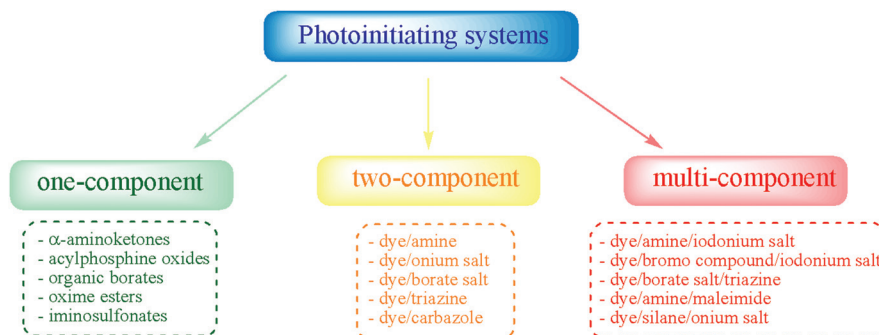 Photoinitiating systems
one-component
two-component
multi-component
- α-aminoketones
- acylphosphine oxides
- organic borates
- oxime esters
- iminosulfonates
- dye/amine
- dye/onium salt
- dye/borate salt
- dye/triazine
- dye/carbazole
- dye/amine/iodonium salt
- dye/bromo compound/iodonium salt
- dye/borate salt/triazine
- dye/amine/maleimide
- dye/silane/onium salt